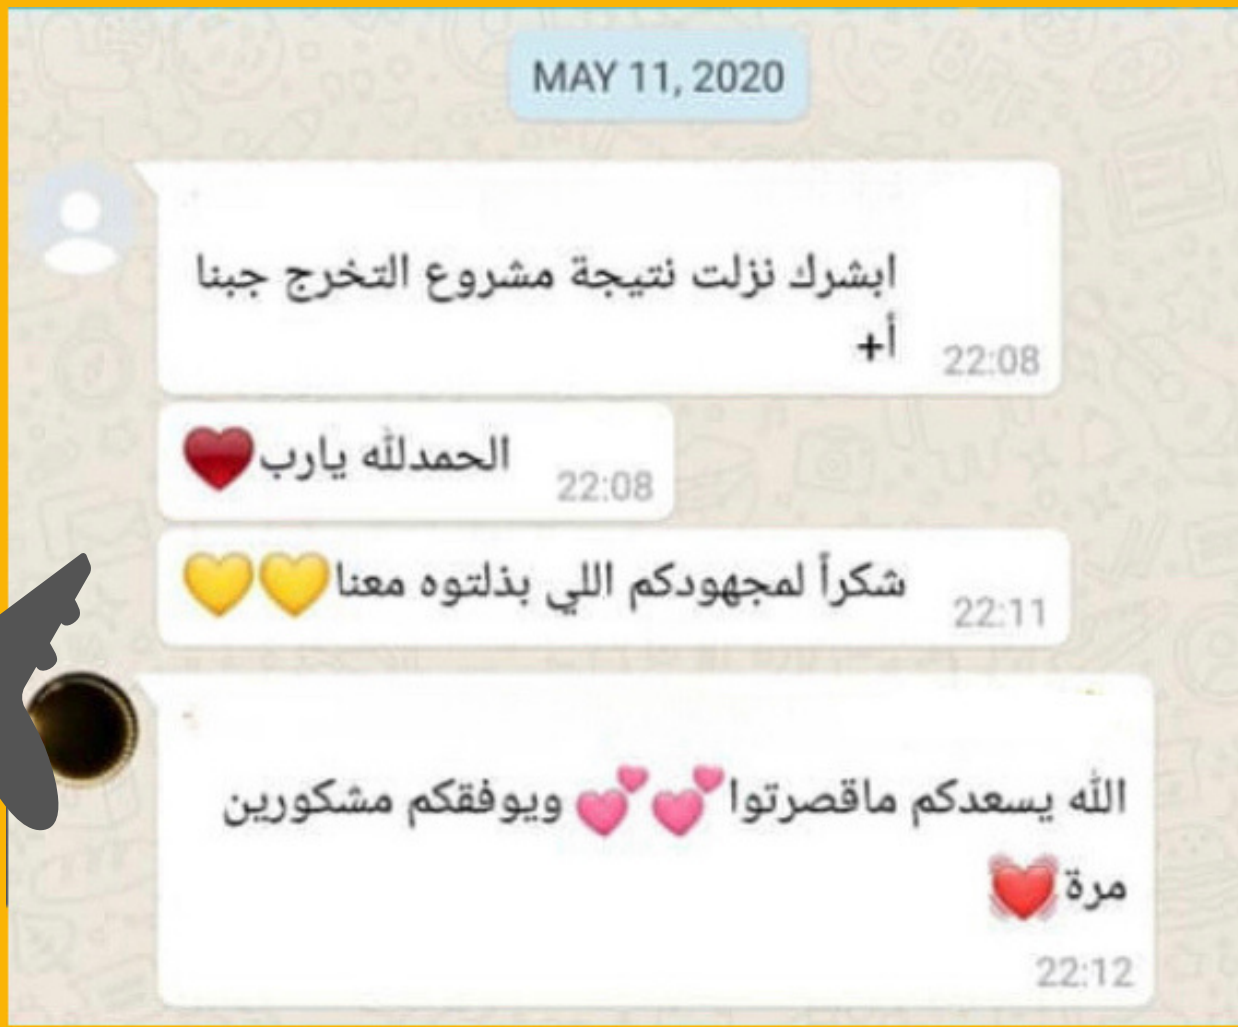 MAY 11, 2020
ابشرك نزلت نتيجة مشروع التخرج جبنا
أ+
22:08
الحمدلله يارب❤️
22:08
شكراً لمجهودكم اللي بذلتوه معنا💛💛
22:11
الله يسعدكم ماقصرتوا💕💕ويوفقكم مشكورين
مرة💓
22:12